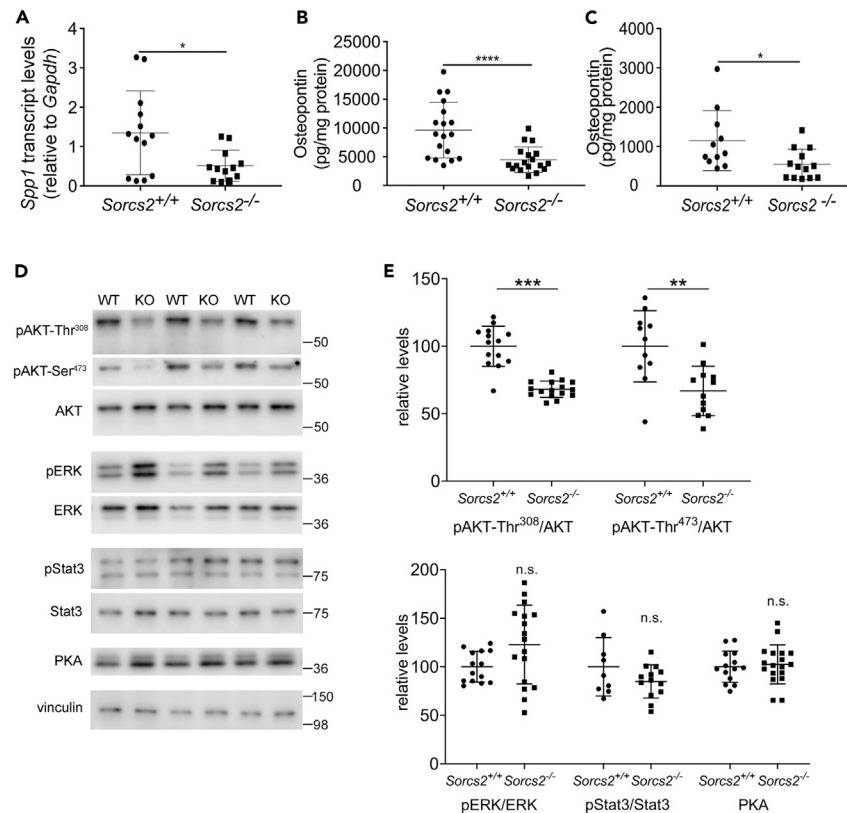 A
Spp1 transcript levels
(relative to Gapdh)
4
3
2
1
0
*
Sorcs2+/+ Sorcs2-/-
B
Osteopontin
(pg/mg protein)
25000
20000
15000
10000
5000
0
****
Sorcs2+/+ Sorcs2-/-
C
Osteopontin
(pg/mg protein)
4000
3000
2000
1000
0
*
Sorcs2+/+ Sorcs2 -/-
D
WT KO WT KO WT KO
pAKT-Thr308
50
pAKT-Ser473
50
AKT
50
pERK
36
ERK
36
pStat3
75
Stat3
75
PKA
36
vinculin
150
98
E
relative levels
150
100
50
0
***
**
Sorcs2+/+ Sorcs2-/- Sorcs2+/+ Sorcs2-/-
pAKT-Thr308/AKT pAKT-Thr473/AKT
relative levels
200
150
100
50
0
n.s.
n.s.
n.s.
Sorcs2+/+ Sorcs2-/- Sorcs2+/+ Sorcs2-/- Sorcs2+/+ Sorcs2-/-
pERK/ERK pStat3/Stat3 PKA